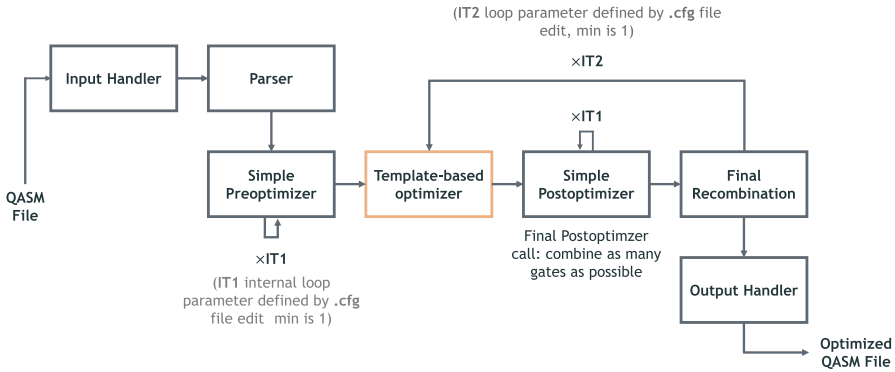 (IT2 loop parameter defined by .cfg file
edit, min is 1)
×IT2
Input Handler
Parser
×IT1
Simple
Preoptimizer
Template-based
optimizer
Simple
Postoptimizer
Final
Recombination
QASM
File
Final Postoptimzer
call: combine as many
gates as possible
×IT1
(IT1 internal loop
parameter defined by .cfg
file edit min is 1)
Output Handler
Optimized
QASM File